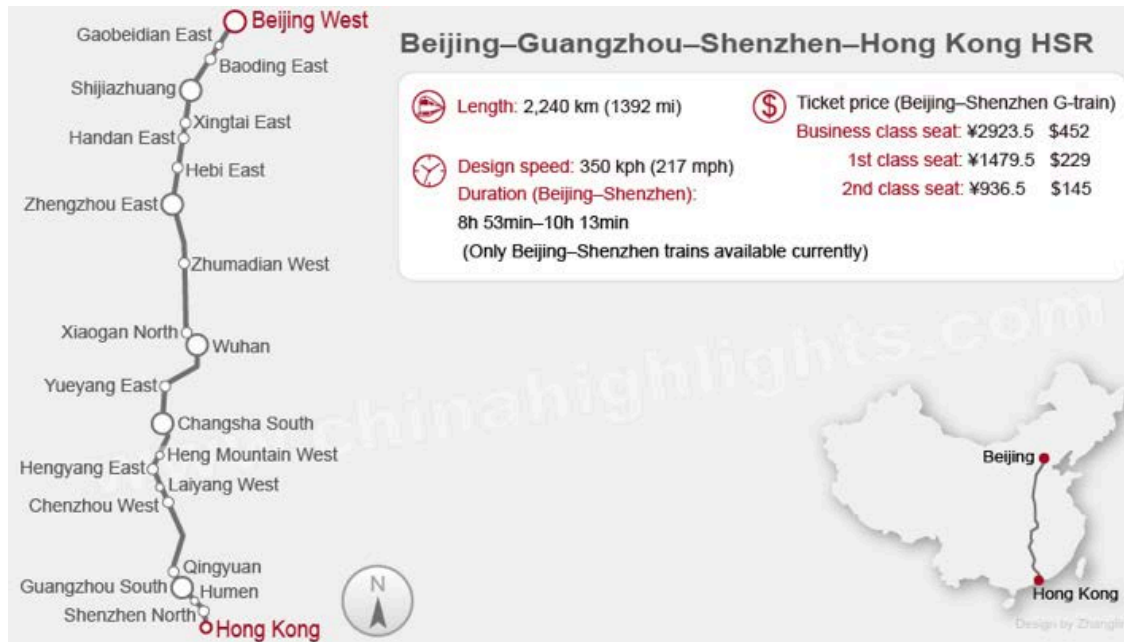 Beijing West
Gaobeidian East
Baoding East
Shijiazhuang
Xingtai East
Handan East
Hebi East
Zhengzhou East
Zhumadian West
Xiaogan North
Wuhan
Yueyang East
Changsha South
Heng Mountain West
Hengyang East
Laiyang West
Chenzhou West
Qingyuan
Guangzhou South
Humen
Shenzhen North
Hong Kong
N
Beijing–Guangzhou–Shenzhen–Hong Kong HSR
Length: 2,240 km (1392 mi)
Design speed: 350 kph (217 mph)
Duration (Beijing–Shenzhen):
8h 53min–10h 13min
(Only Beijing–Shenzhen trains available currently)
$ Ticket price (Beijing–Shenzhen G-train)
Business class seat: ¥2923.5 $452
1st class seat: ¥1479.5 $229
2nd class seat: ¥936.5 $145
www.chinahighlights.com
Beijing
Hong Kong